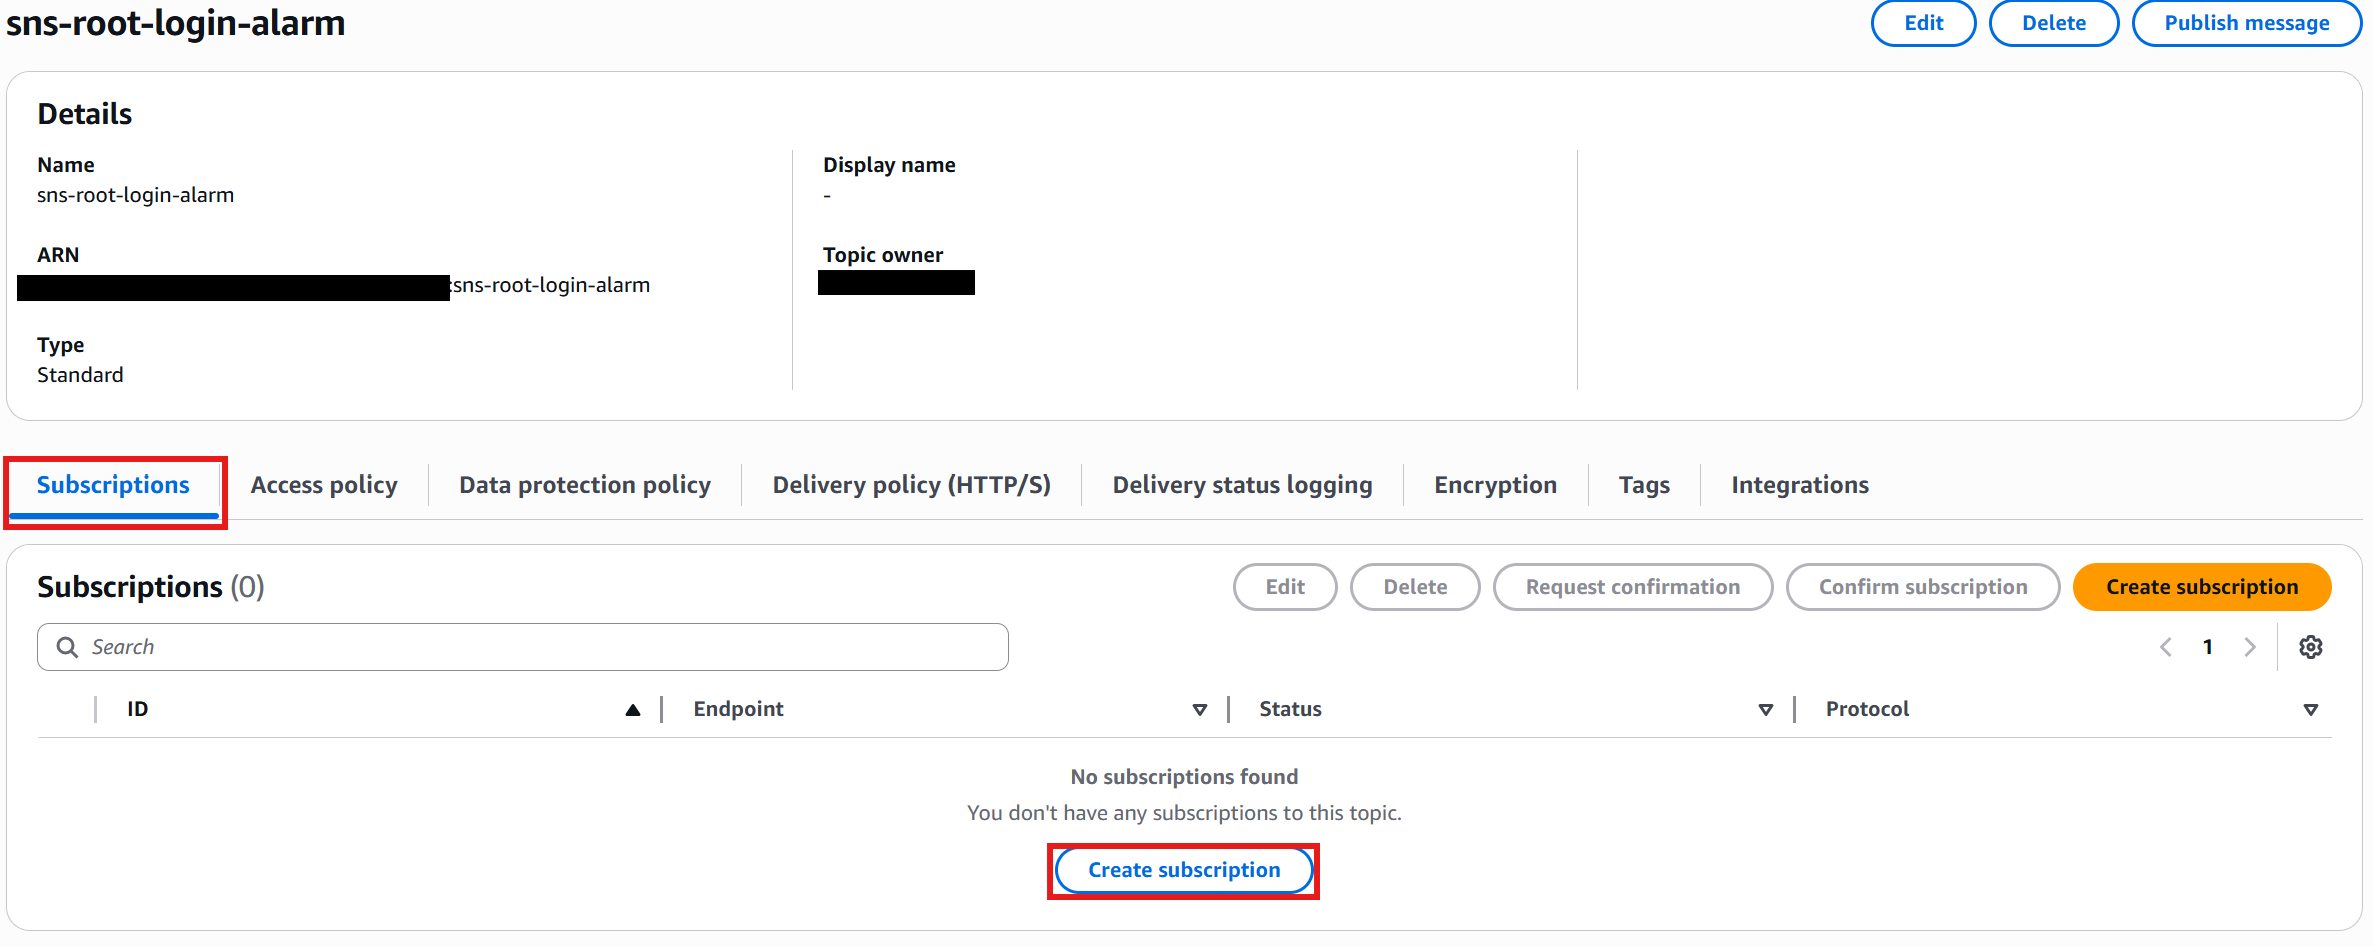 sns-root-login-alarm
Edit
Delete
Publish message
Details
Name
sns-root-login-alarm
Display name
-
ARN
:sns-root-login-alarm
Topic owner
Type
Standard
Subscriptions
Access policy
Data protection policy
Delivery policy (HTTP/S)
Delivery status logging
Encryption
Tags
Integrations
Subscriptions (0)
Edit
Delete
Request confirmation
Confirm subscription
Create subscription
Search
1
ID
Endpoint
Status
Protocol
No subscriptions found
You don't have any subscriptions to this topic.
Create subscription